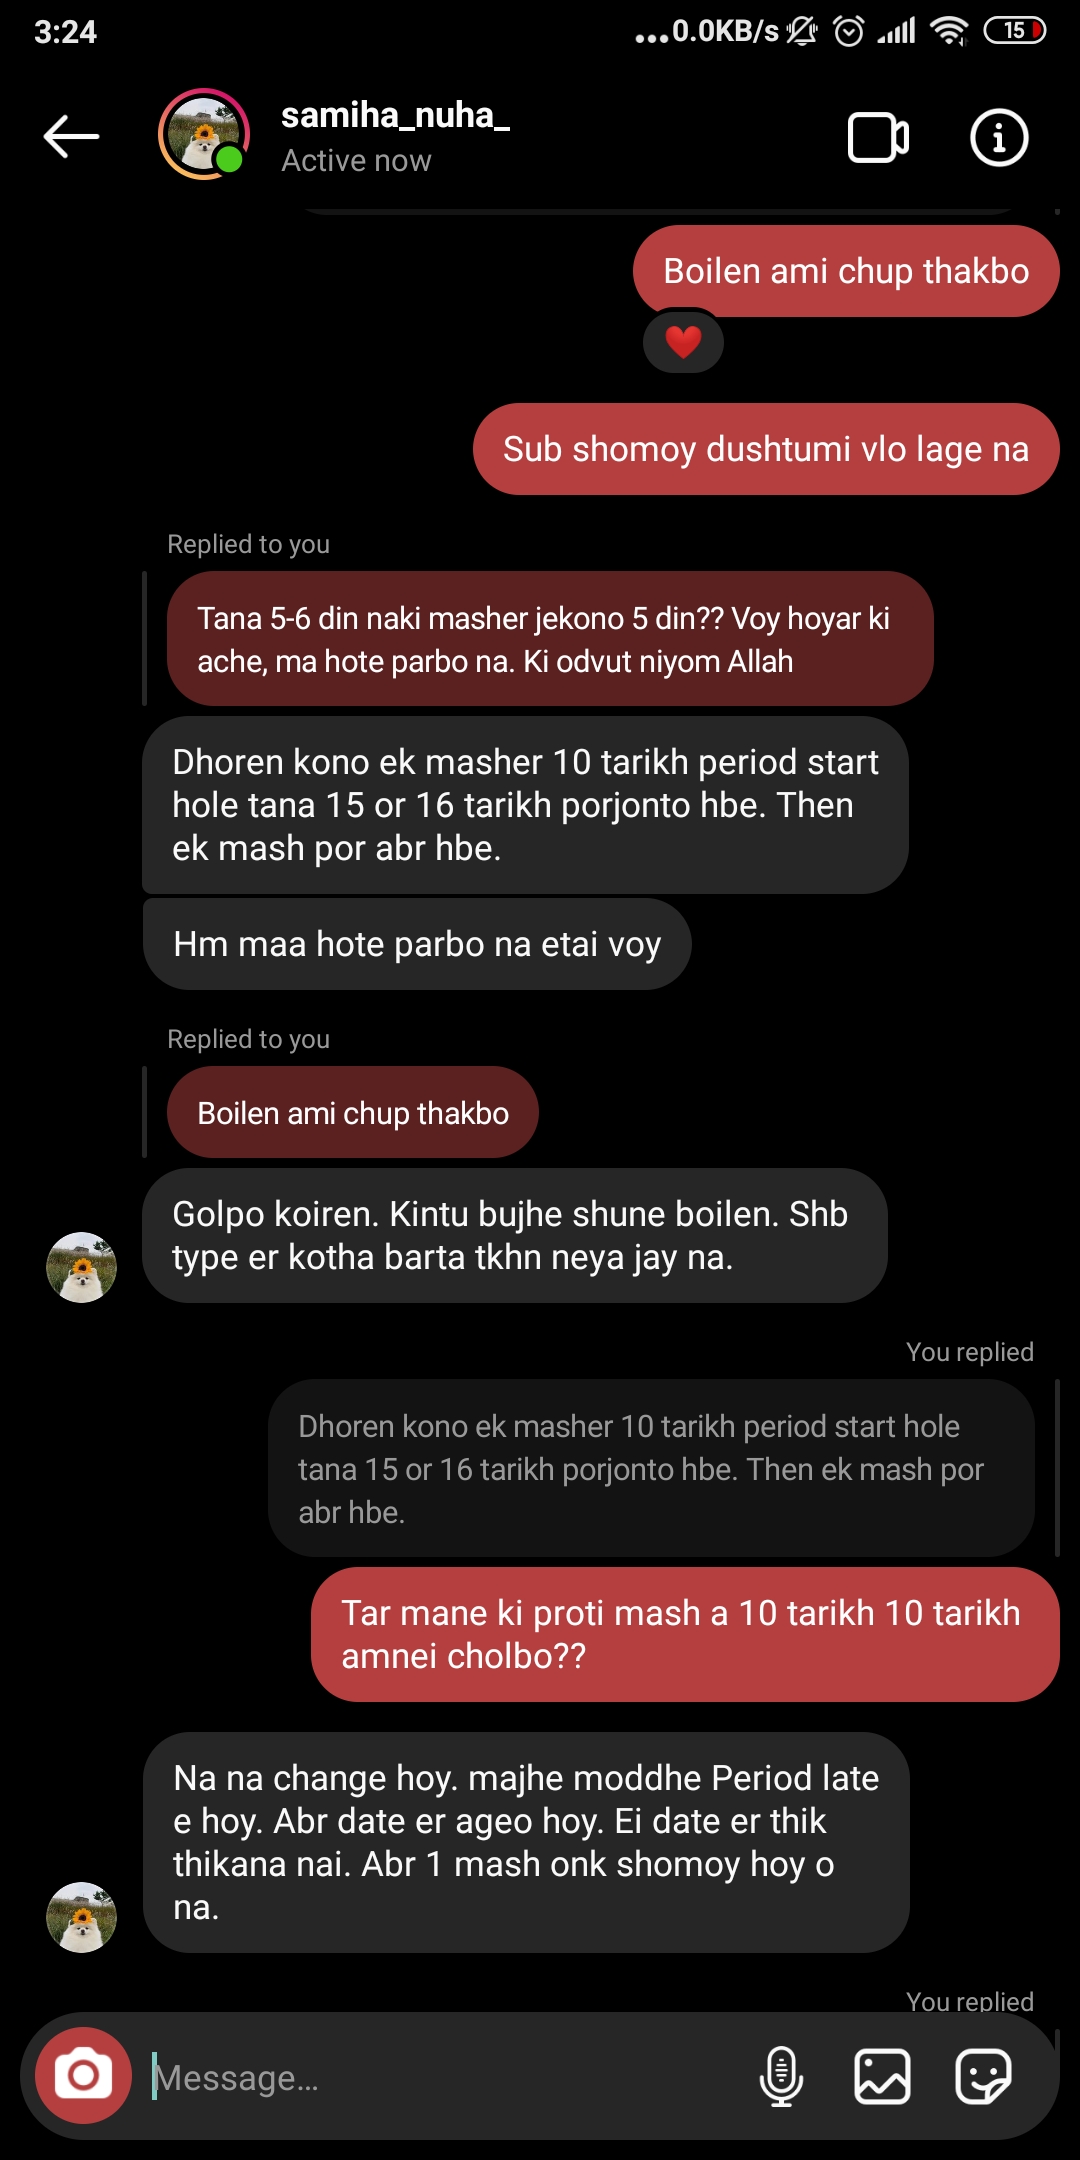 3:24
...0.0KB/s
15
samiha_nuha_
Active now
Boilen ami chup thakbo
Sub shomoy dushtumi vlo lage na
Replied to you
Tana 5-6 din naki masher jekono 5 din?? Voy hoyar ki
ache, ma hote parbo na. Ki odvut niyom Allah
Dhoren kono ek masher 10 tarikh period start
hole tana 15 or 16 tarikh porjonto hbe. Then
ek mash por abr hbe.
Hm maa hote parbo na etai voy
Replied to you
Boilen ami chup thakbo
Golpo koiren. Kintu bujhe shune boilen. Shb
type er kotha barta tkhn neya jay na.
You replied
Dhoren kono ek masher 10 tarikh period start hole
tana 15 or 16 tarikh porjonto hbe. Then ek mash por
abr hbe.
Tar mane ki proti mash a 10 tarikh 10 tarikh
amnei cholbo??
Na na change hoy. majhe moddhe Period late
e hoy. Abr date er ageo hoy. Ei date er thik
thikana nai. Abr 1 mash onk shomoy hoy o
na.
You replied
Message...